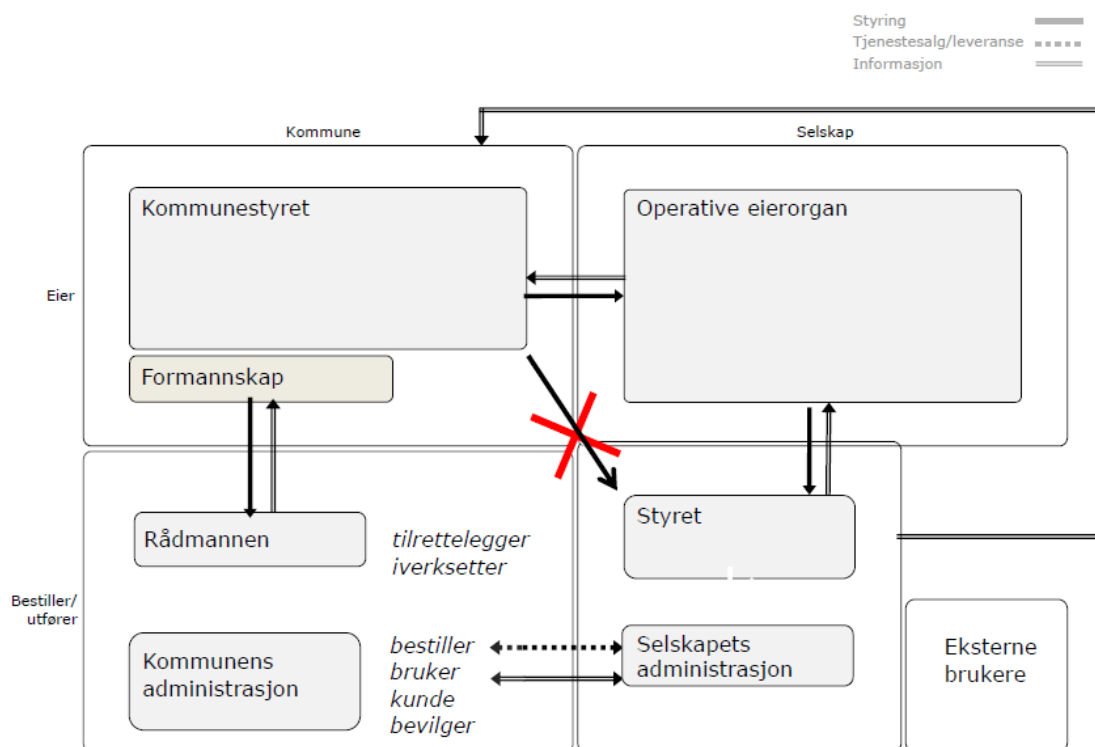 Styring
Tjenestesalg/leveranse
Informasjon
Kommune
Selskap
Kommunestyret
Operative eierorgan
Eier
Formannskap
Rådmannen
tilrettelegger
iverksetter
Styret
Bestiller/
utfører
Kommunens
administrasjon
bestiller
bruker
kunde
bevilger
Selskapets
administrasjon
Eksterne
brukere